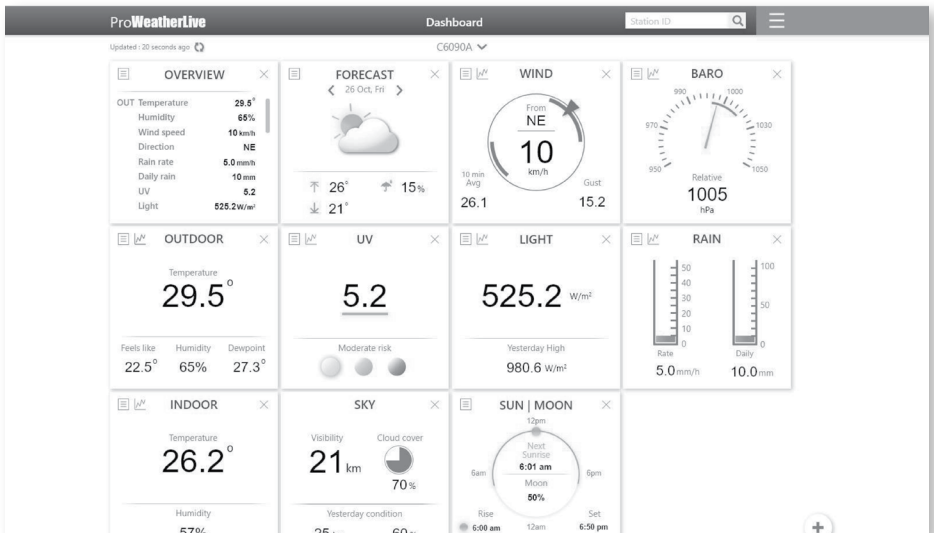 ProWeatherLive
Dashboard
Station ID
Updated : 20 seconds ago
C6090A
OVERVIEW
OUT Temperature 29.5°
Humidity 65%
Wind speed 10 km/h
Direction NE
Rain rate 5.0 mm/h
Daily rain 10 mm
UV 5.2
Light 525.2 W/m²
FORECAST
26 Oct, Fri
26° 15%
21°
WIND
From
NE
10
km/h
10 min
Avg
Gust
26.1 15.2
BARO
990 1000
970 1030
950 1050
Relative
1005
hPa
OUTDOOR
Temperature
29.5°
Feels like Humidity Dewpoint
22.5° 65% 27.3°
UV
5.2
Moderate risk
LIGHT
525.2 W/m²
Yesterday High
980.6 W/m²
RAIN
50 100
40
30 50
20
10
0 0
Rate Daily
5.0 mm/h 10.0 mm
INDOOR
Temperature
26.2°
Humidity
57%
SKY
Visibility Cloud cover
21 km
70%
Yesterday condition
SUN | MOON
12pm
Next
Sunrise
6:01 am
6am 6pm
Moon
50%
Rise Set
6:00 am 12am 6:50 pm
+